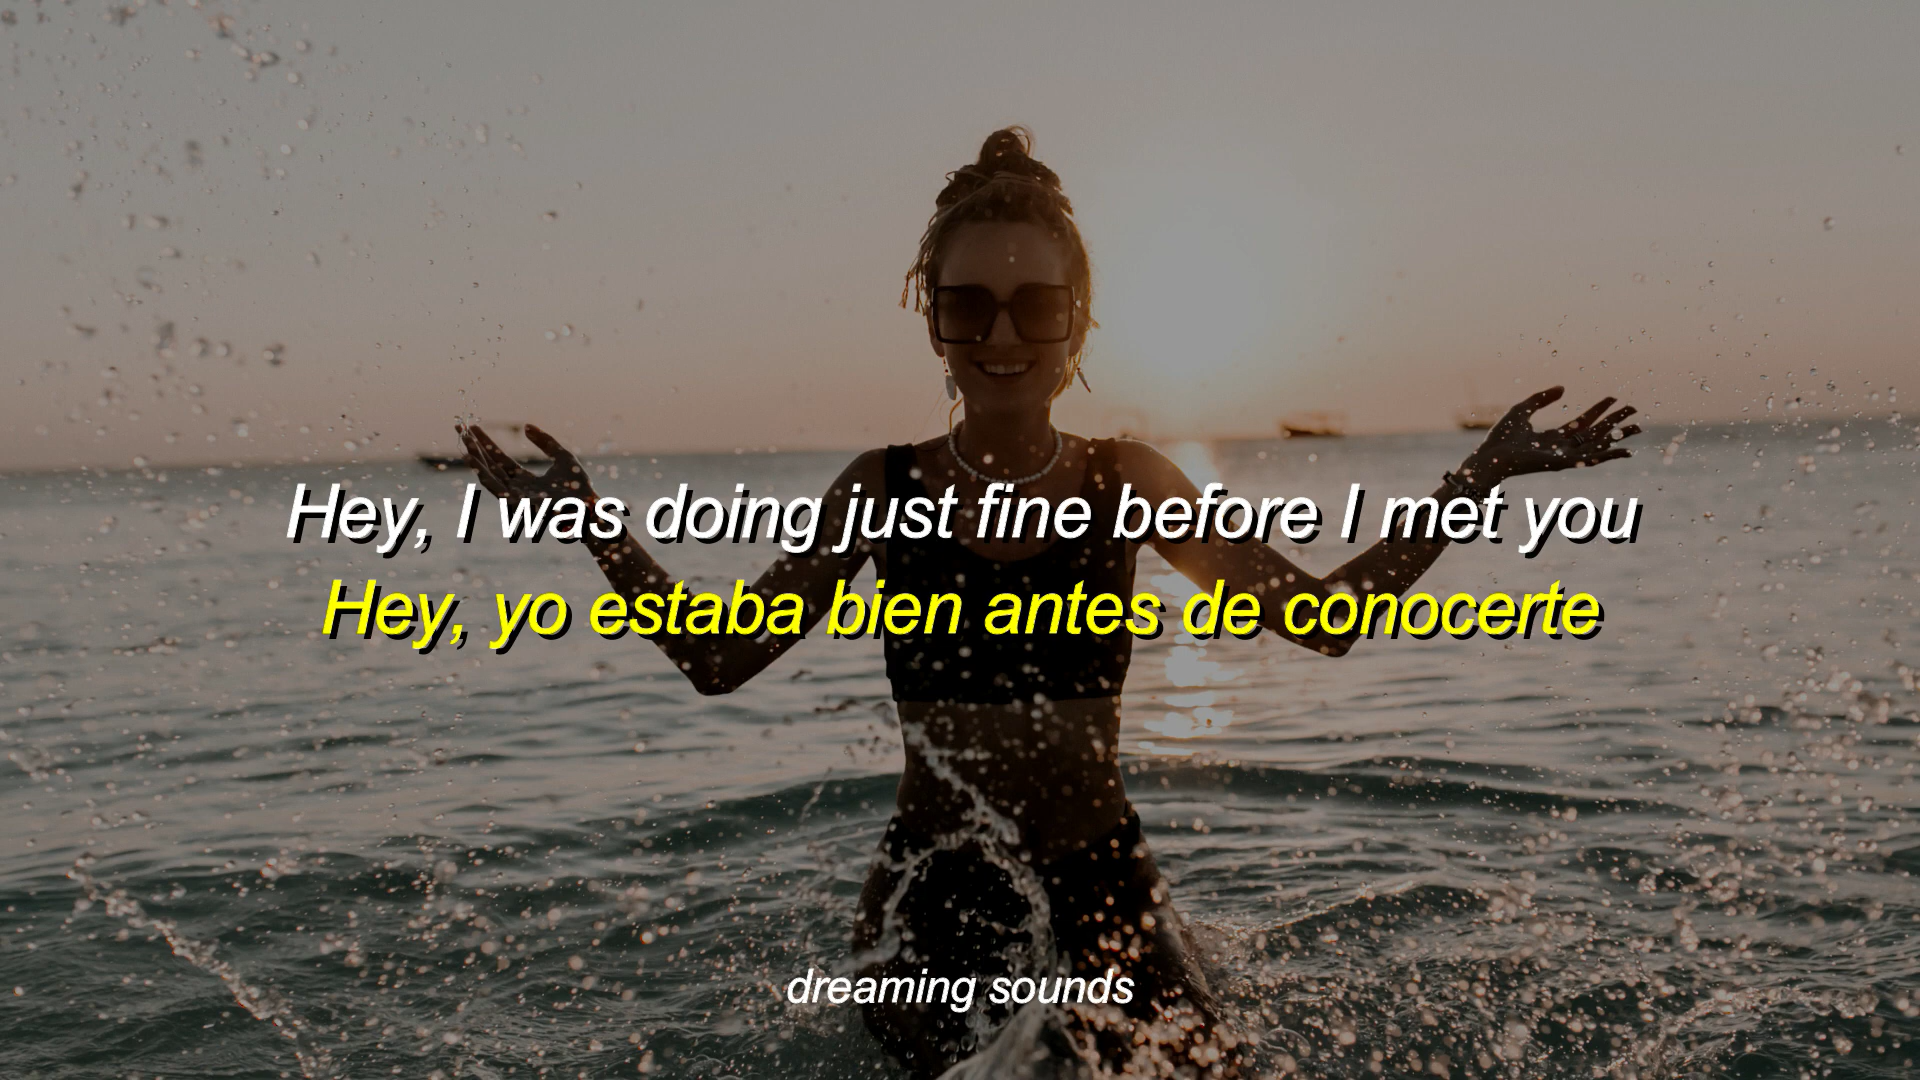 Hey, I was doing just fine before I met you
Hey, yo estaba bien antes de conocerte
dreaming sounds